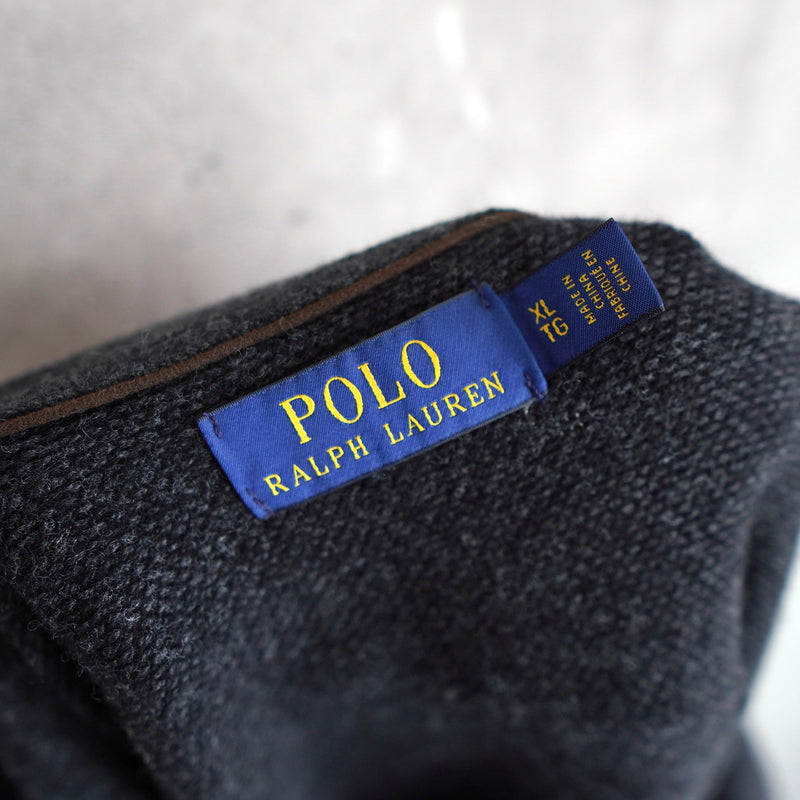 POLO
RALPH LAUREN
XL
TG
MADE IN
CHINA
FABRIQUÉ EN
CHINE